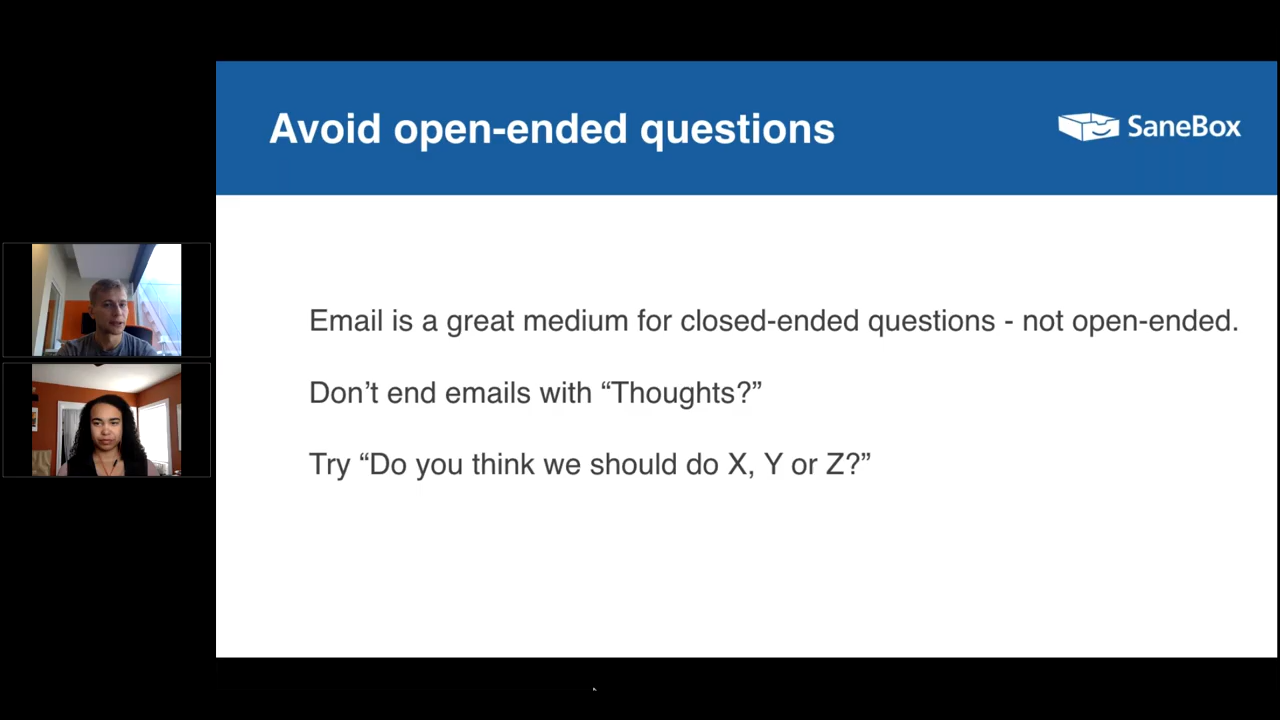 Avoid open-ended questions
SaneBox
Email is a great medium for closed-ended questions - not open-ended.
Don’t end emails with “Thoughts?”
Try “Do you think we should do X, Y or Z?”